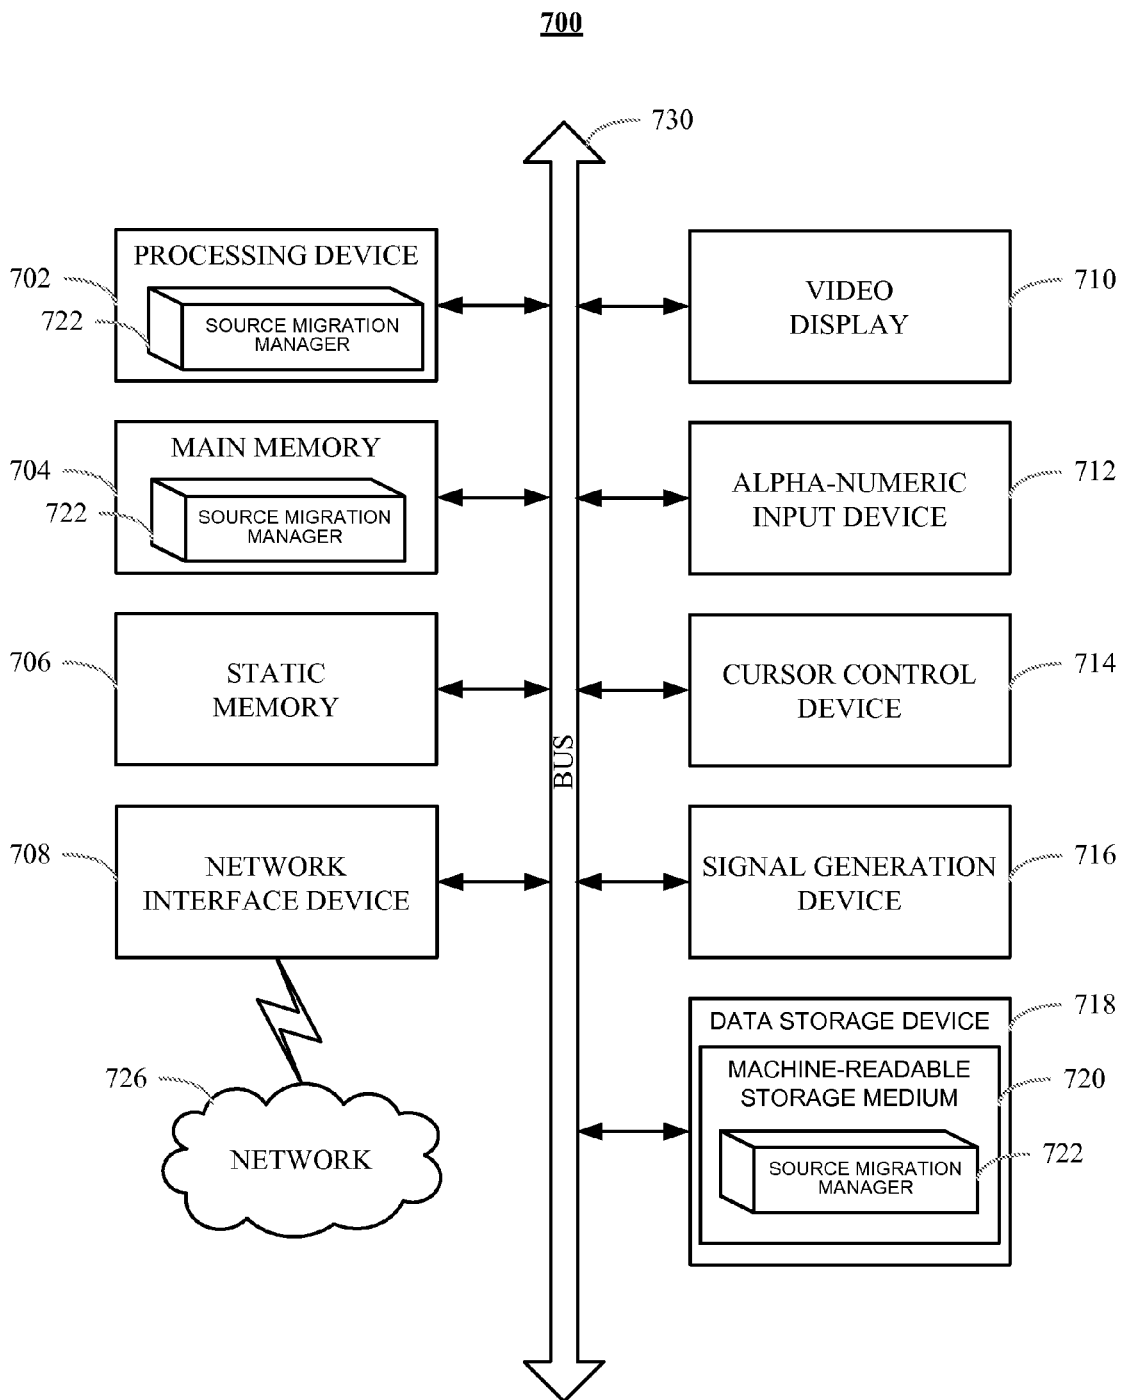 700
730
PROCESSING DEVICE
702
722
SOURCE MIGRATION
MANAGER
MAIN MEMORY
704
722
SOURCE MIGRATION
MANAGER
706
STATIC
MEMORY
708
NETWORK
INTERFACE DEVICE
726
NETWORK
BUS
VIDEO
DISPLAY
710
ALPHA-NUMERIC
INPUT DEVICE
712
CURSOR CONTROL
DEVICE
714
SIGNAL GENERATION
DEVICE
716
DATA STORAGE DEVICE
718
MACHINE-READABLE
STORAGE MEDIUM
720
SOURCE MIGRATION
MANAGER
722